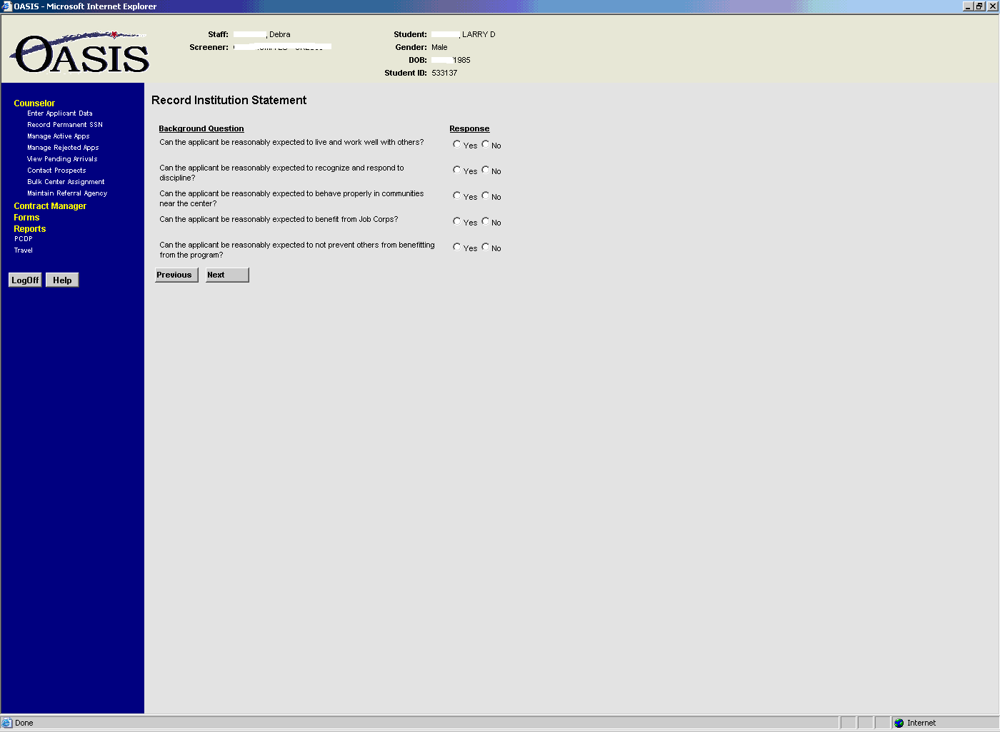 OASIS - Microsoft Internet Explorer
OASIS
Staff: , Debra
Screener:
Student: , LARRY D
Gender: Male
DOB: /1985
Student ID: 533137
Counselor
Enter Applicant Data
Record Permanent SSN
Manage Active Apps
Manage Rejected Apps
View Pending Arrivals
Contact Prospects
Bulk Center Assignment
Maintain Referral Agency
Contract Manager
Forms
Reports
PCDP
Travel
LogOff Help
Record Institution Statement
Background Question Response
Can the applicant be reasonably expected to live and work well with others? Yes No
Can the applicant be reasonably expected to recognize and respond to
discipline? Yes No
Can the applicant be reasonably expected to behave properly in communities
near the center? Yes No
Can the applicant be reasonably expected to benefit from Job Corps? Yes No
Can the applicant be reasonably expected to not prevent others from benefitting
from the program? Yes No
Previous Next
Done Internet